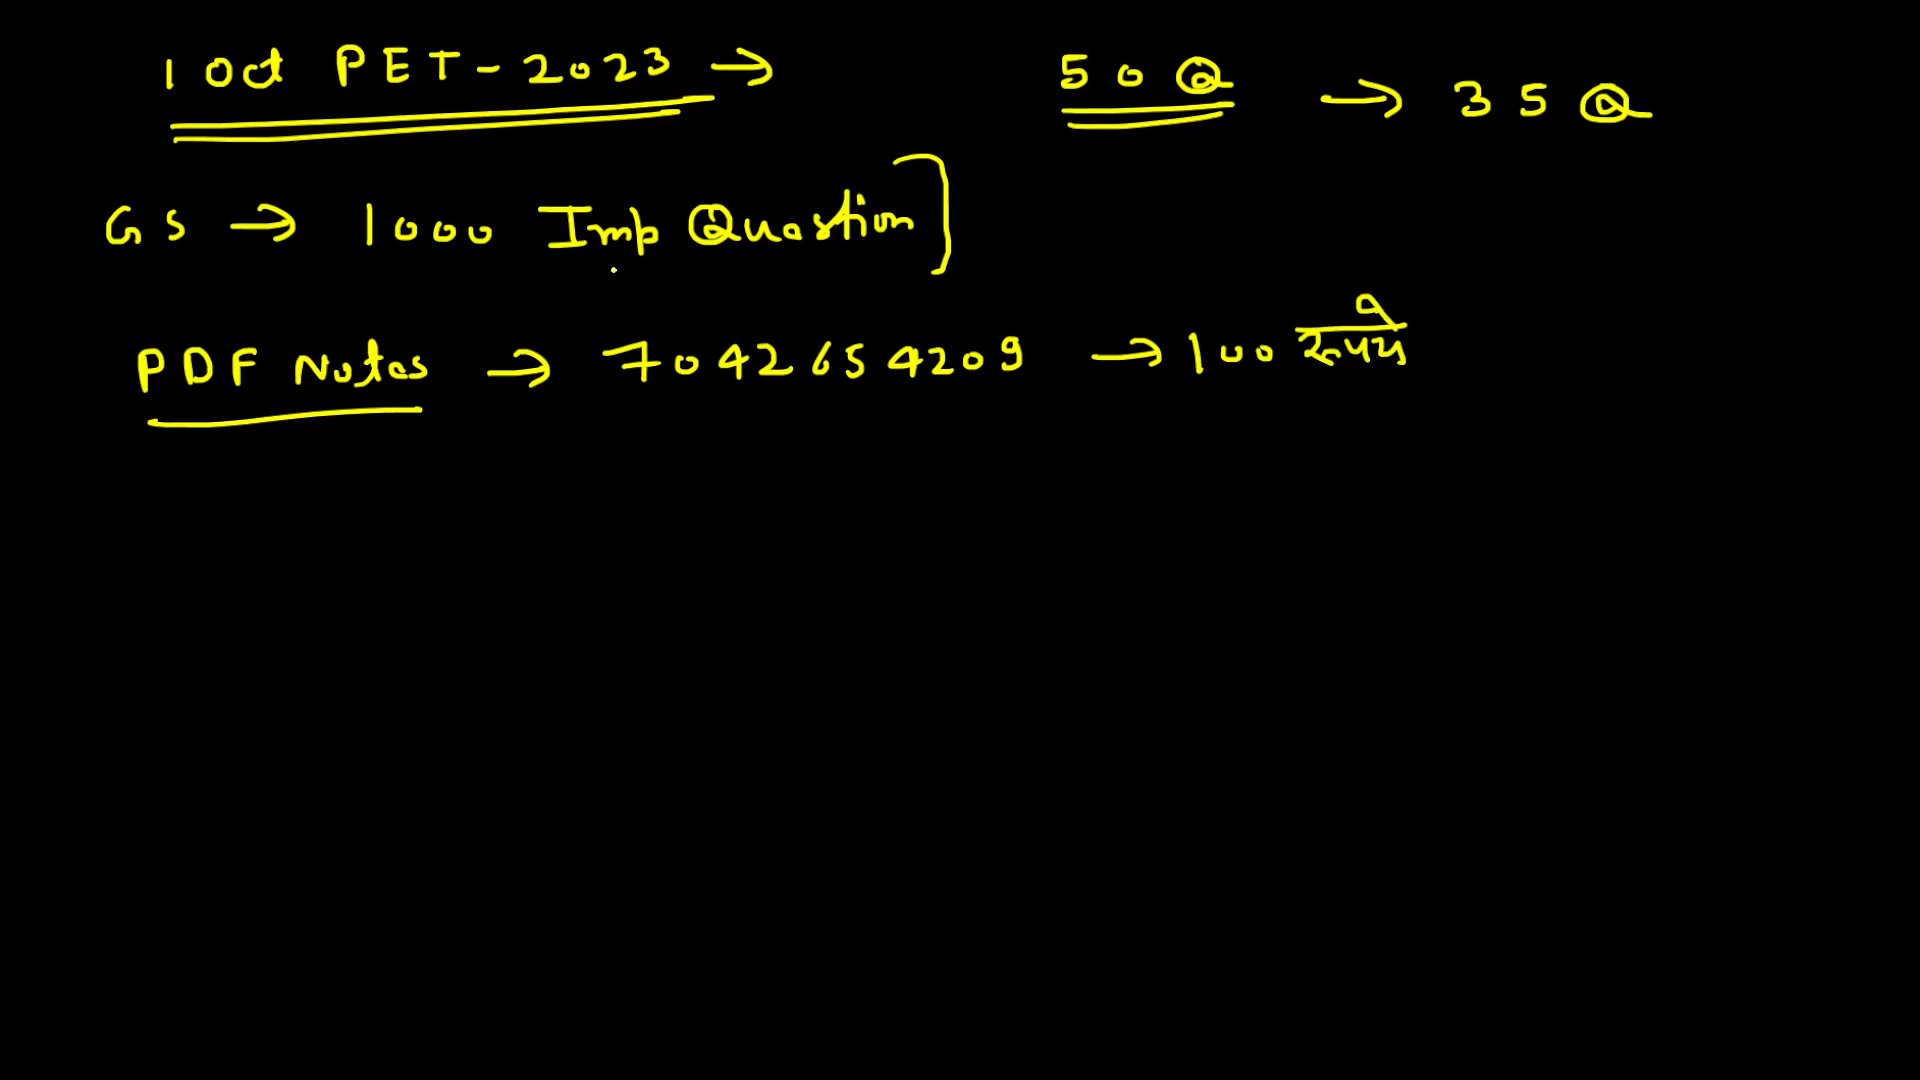 1 Oct PET-2023 → 50 Q → 35 Q
GS → 1000 Imp Question]
PDF Notes → 7042654209 → 100 रूपये